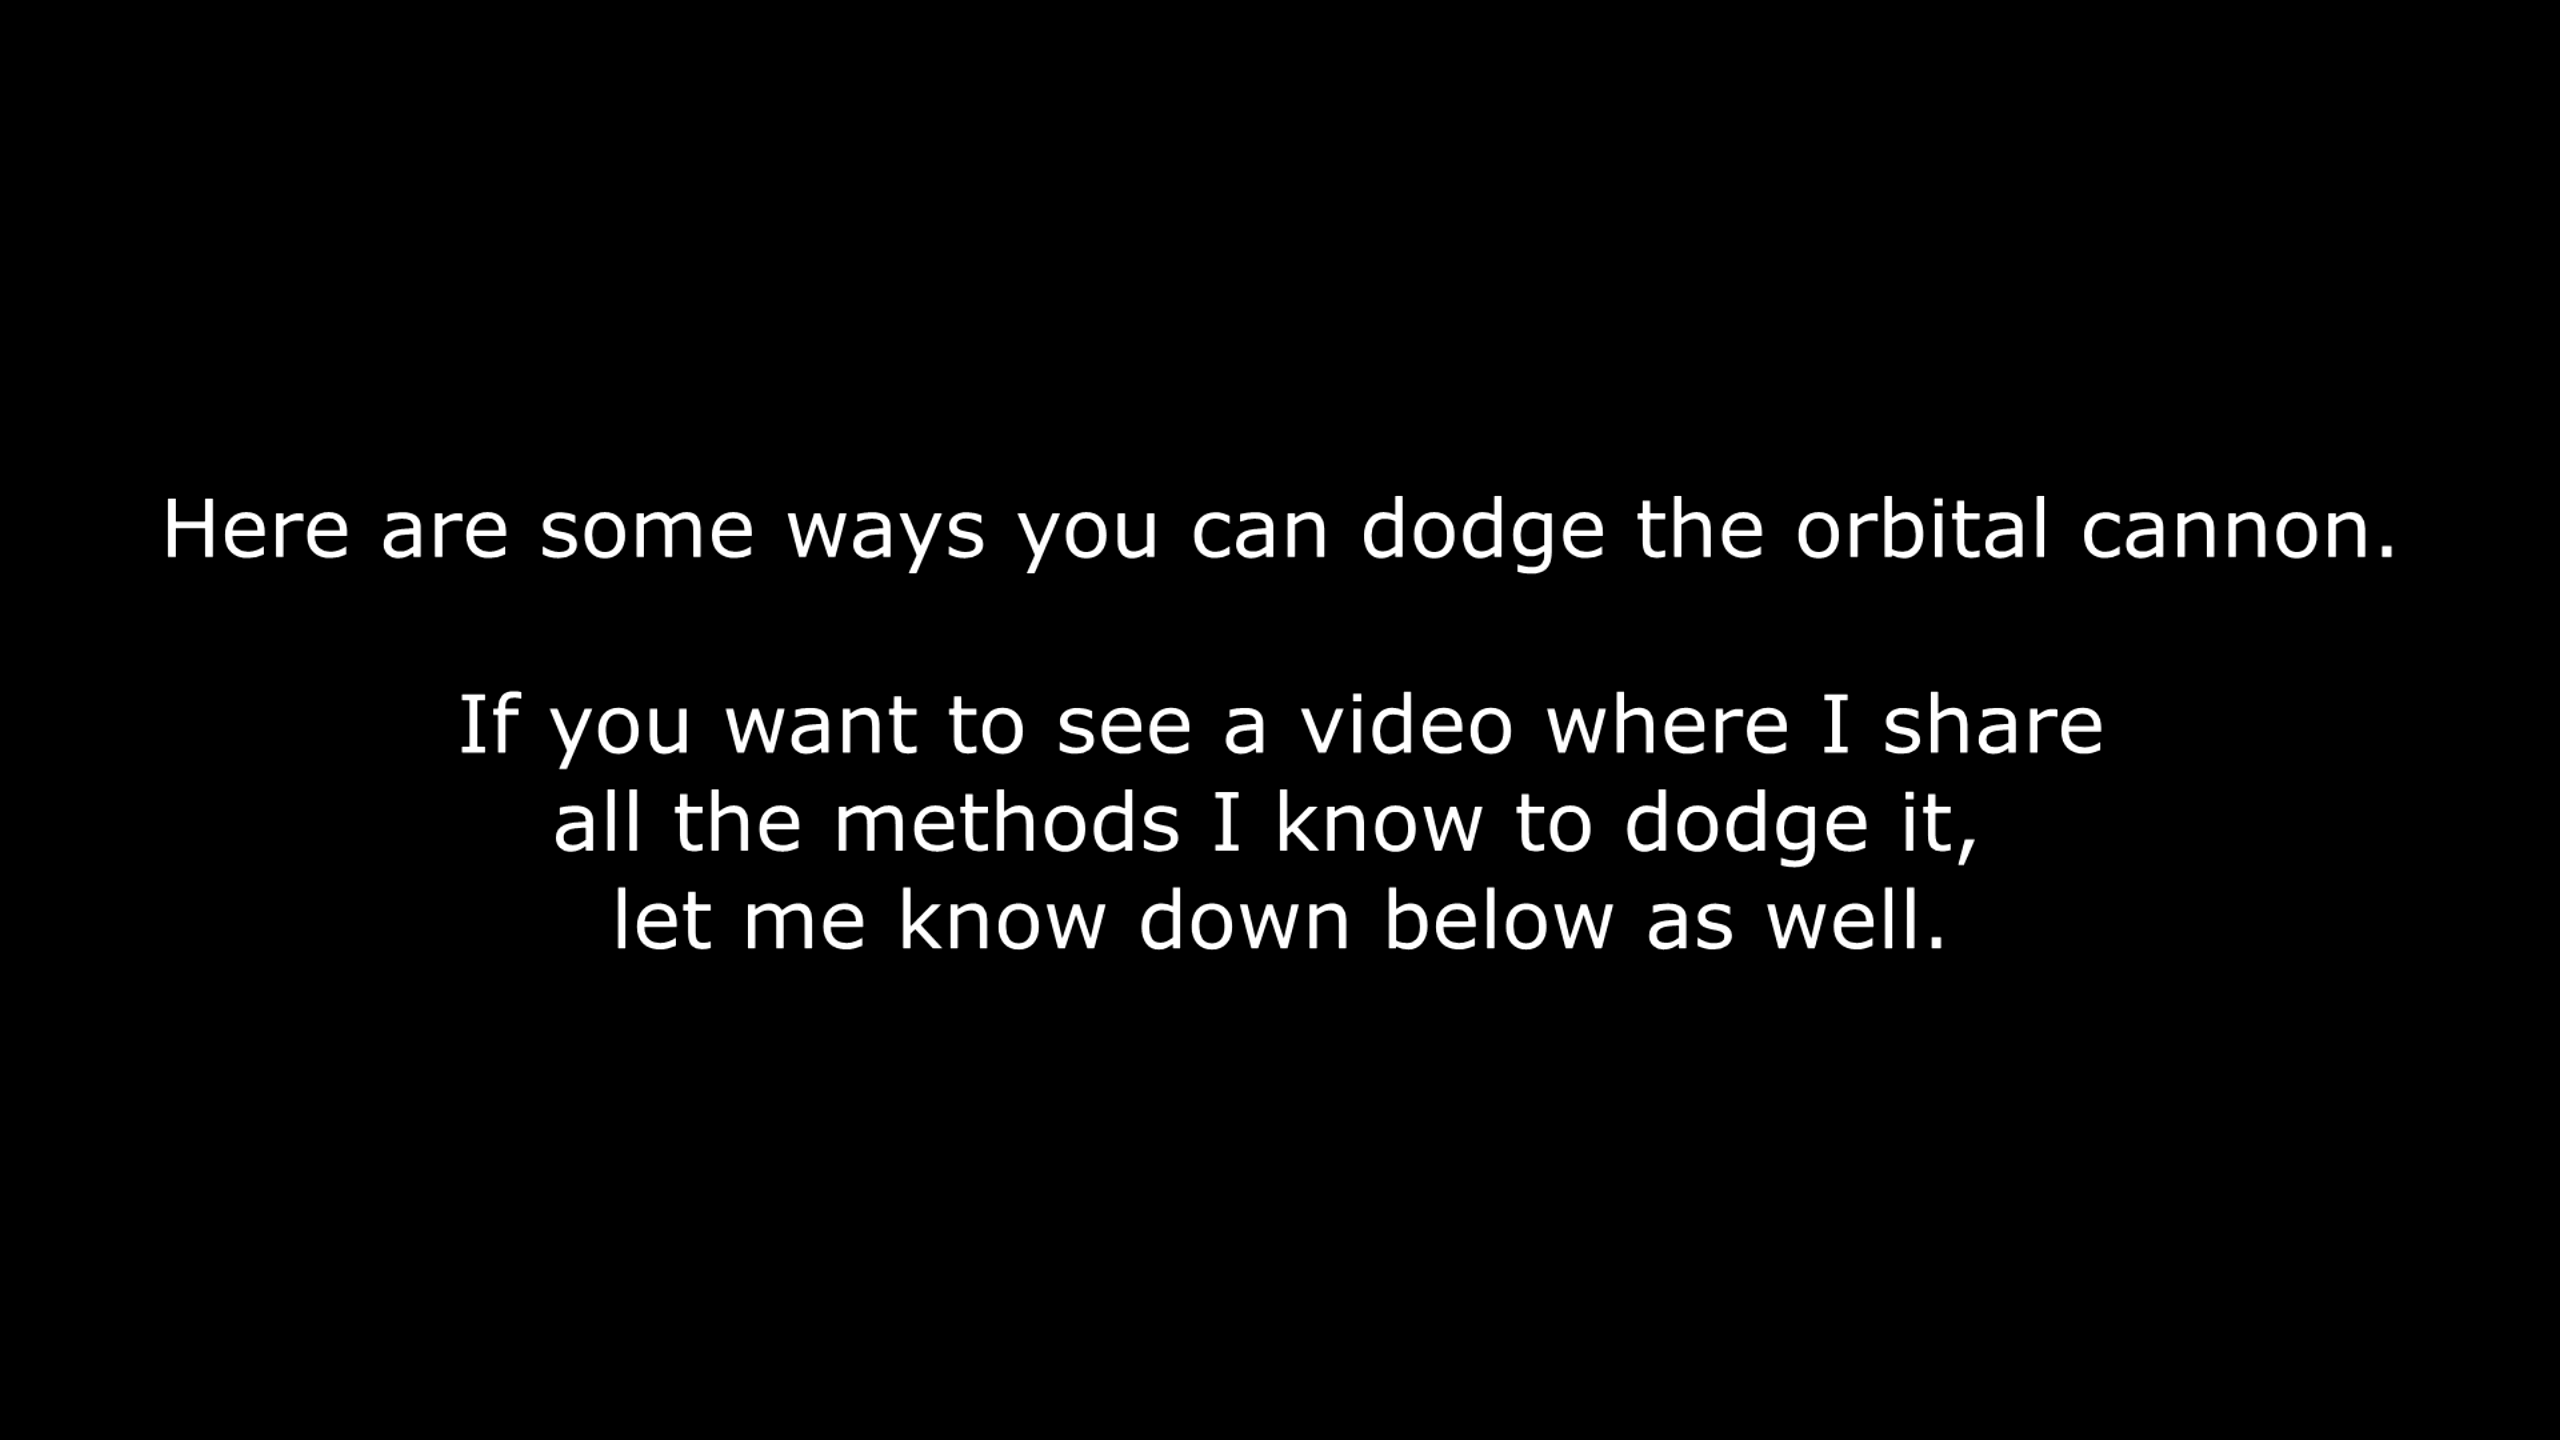 Here are some ways you can dodge the orbital cannon.
If you want to see a video where I share
all the methods I know to dodge it,
let me know down below as well.